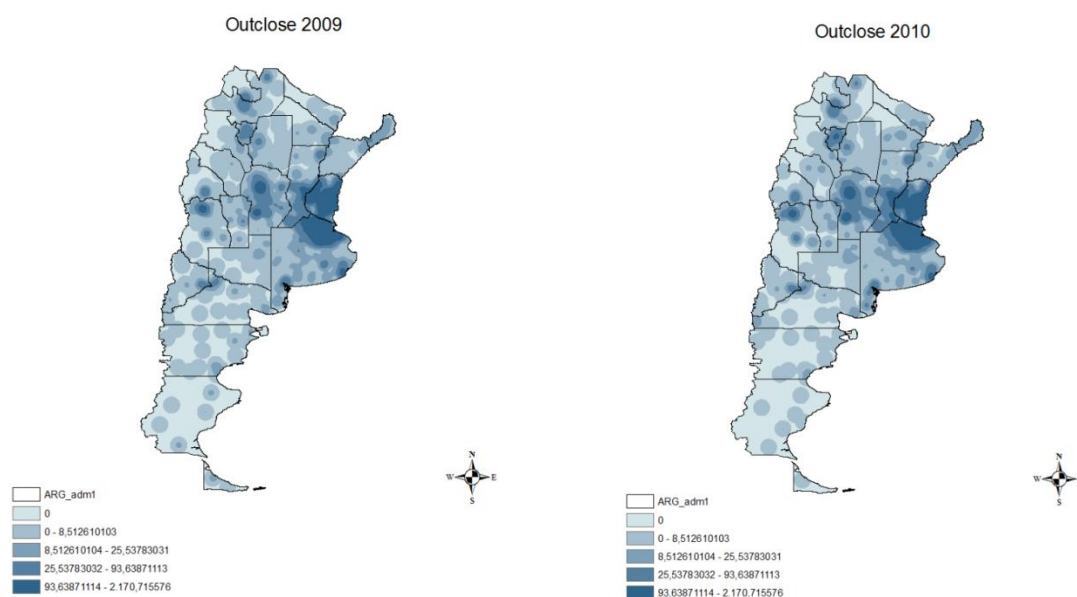 Outclose 2009
N
W
E
S
ARG_adm1
0
0 - 8,512610103
8,512610104 - 25,53783031
25,53783032 - 93,63871113
93,63871114 - 2.170,715576
Outclose 2010
N
W
S
ARG_adm1
0
0 - 8,512610103
8,512610104 - 25,53783031
25,53783032 - 93,63871113
93,63871114 - 2.170,715576